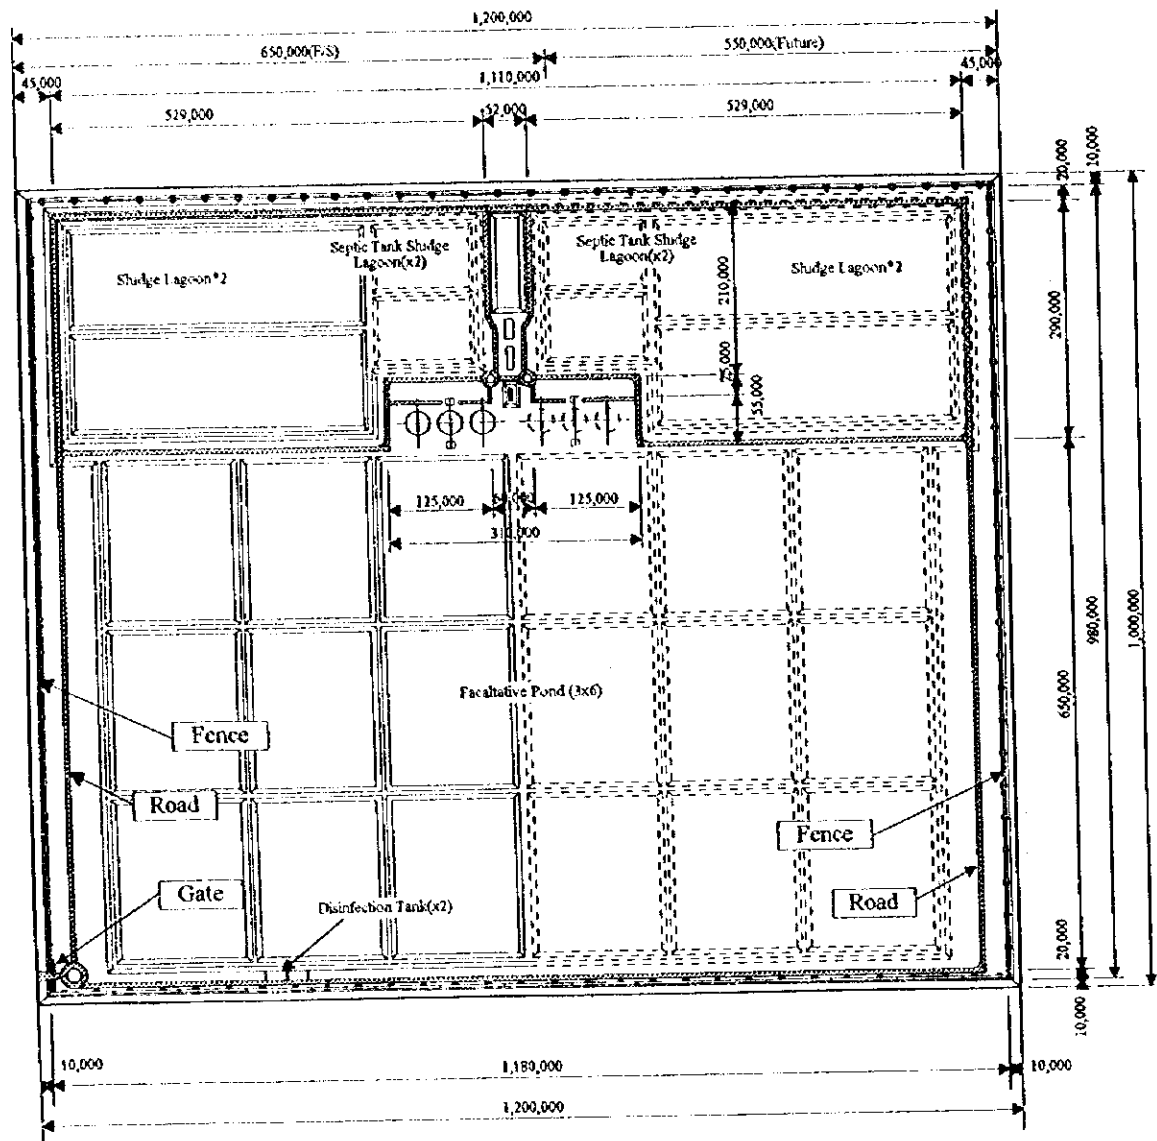 1,200,000
650,000(F/S)
550,000(Future)
45,000
1,110,000
45,000
529,000
52,000
529,000
20,000
10,000
Septic Tank Sludge
Lagoon(x2)
Septic Tank Sludge
Lagoon(x2)
Sludge Lagoon*2
Sludge Lagoon*2
210,000
290,000
55,000
125,000
125,000
310,000
980,000
1,000,000
650,000
Facaltative Pond (3x6)
Fence
Road
Fence
Gate
Disinfection Tank(x2)
Road
20,000
10,000
10,000
1,180,000
10,000
1,200,000